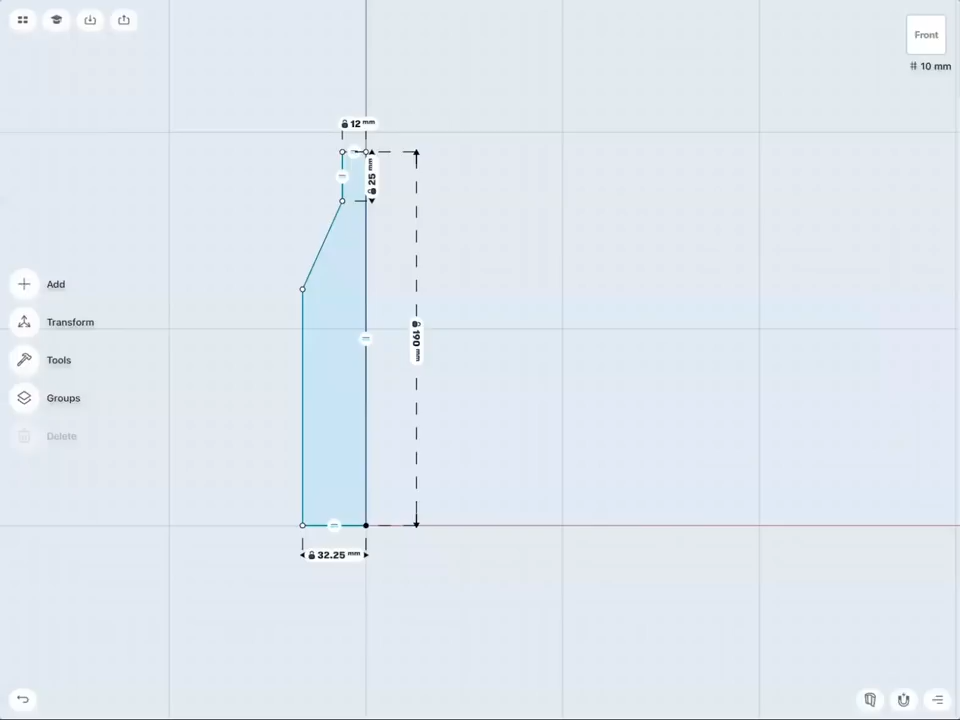 Front
# 10 mm
12 mm
25 mm
190 mm
32.25 mm
Add
Transform
Tools
Groups
Delete